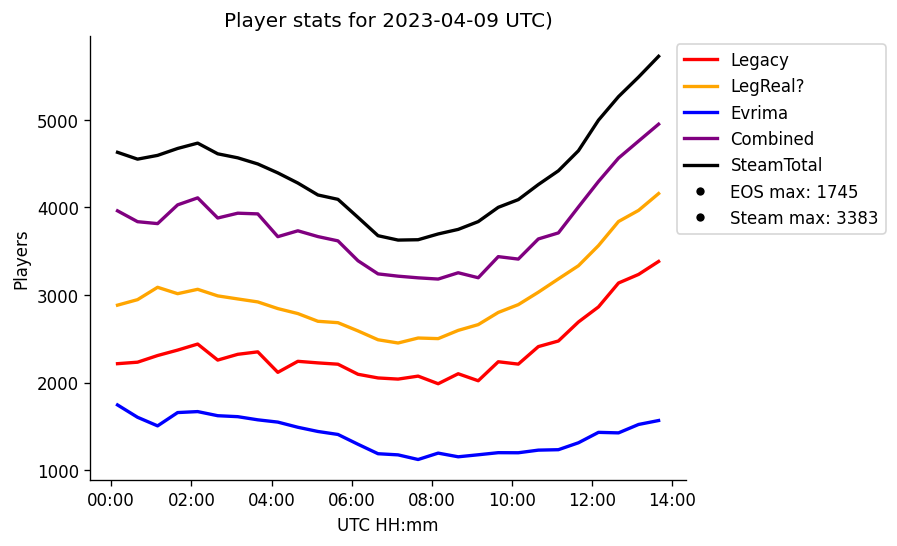 Player stats for 2023-04-09 UTC)
Legacy
LegReal?
Evrima
Combined
SteamTotal
EOS max: 1745
Steam max: 3383
Players
5000
4000
3000
2000
1000
00:00 02:00 04:00 06:00 08:00 10:00 12:00 14:00
UTC HH:mm